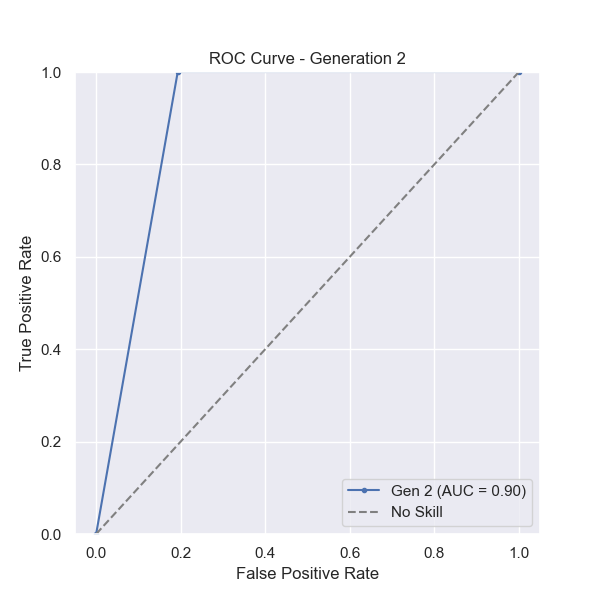 ROC Curve - Generation 2
1.0
0.8
0.6
0.4
0.2
0.0
True Positive Rate
Gen 2 (AUC = 0.90)
No Skill
0.0 0.2 0.4 0.6 0.8 1.0
False Positive Rate